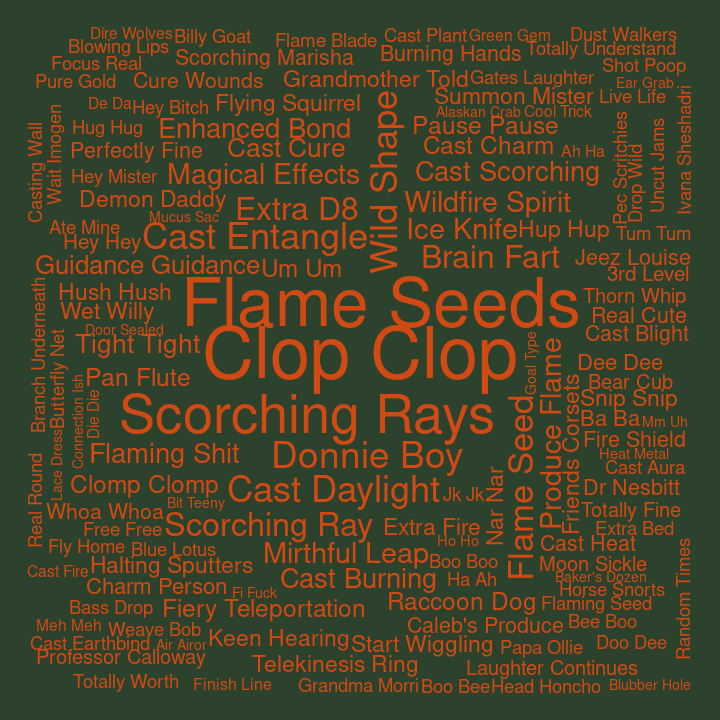 Dire Wolves
Billy Goat
Blowing Lips
Focus Real
Pure Gold
Scorching Marisha
Flame Blade
Cast Plant
Green Gem
Dust Walkers
Burning Hands
Totally Understand
Shot Poop
Cure Wounds
Grandmother Told
Gates Laughter
Ear Grab
De Da
Hey Bitch
Flying Squirrel
Summon Mister
Live Life
Alaskan Crab
Cool Trick
Hug Hug
Enhanced Bond
Pause Pause
Perfectly Fine
Cast Cure
Cast Charm
Ah Ha
Casting Wall
Wait Imogen
Hey Mister
Magical Effects
Wild Shape
Cast Scorching
Pec Scritchies
Drop Wild
Uncut Jams
Ivana Sheshadri
Demon Daddy
Mucus Sac
Extra D8
Wildfire Spirit
Ate Mine
Hey Hey
Cast Entangle
Ice Knife
Hup Hup
Tum Tum
Guidance Guidance
Um Um
Brain Fart
Jeez Louise
3rd Level
Hush Hush
Wet Willy
Flame Seeds
Thorn Whip
Real Cute
Door Sealed
Tight Tight
Cast Blight
Clop Clop
Branch Underneath
Butterfly Net
Pan Flute
Goal Type
Dee Dee
Bear Cub
Snip Snip
Connection Ish
Die Die
Scorching Rays
Flame Seed
Produce Flame
Friends Corsets
Ba Ba
Mm Uh
Fire Shield
Flaming Shit
Donnie Boy
Heat Metal
Cast Aura
Real Round
Lace Dress
Clomp Clomp
Cast Daylight
Jk Jk
Nar Nar
Dr Nesbitt
Bit Teeny
Whoa Whoa
Free Free
Scorching Ray
Extra Fire
Totally Fine
Extra Bed
Fly Home
Blue Lotus
Mirthful Leap
Ho Ho
Cast Heat
Halting Sputters
Boo Boo
Moon Sickle
Cast Fire
Charm Person
Cast Burning
Ha Ah
Baker's Dozen
Horse Snorts
Fi Fuck
Bass Drop
Fiery Teleportation
Raccoon Dog
Flaming Seed
Random Times
Meh Meh
Weave Bob
Caleb's Produce
Bee Boo
Cast Earthbind
Air Airor
Keen Hearing
Start Wiggling
Papa Ollie
Doo Dee
Professor Calloway
Telekinesis Ring
Laughter Continues
Totally Worth
Finish Line
Grandma Morri
Boo Bee
Head Honcho
Blubber Hole